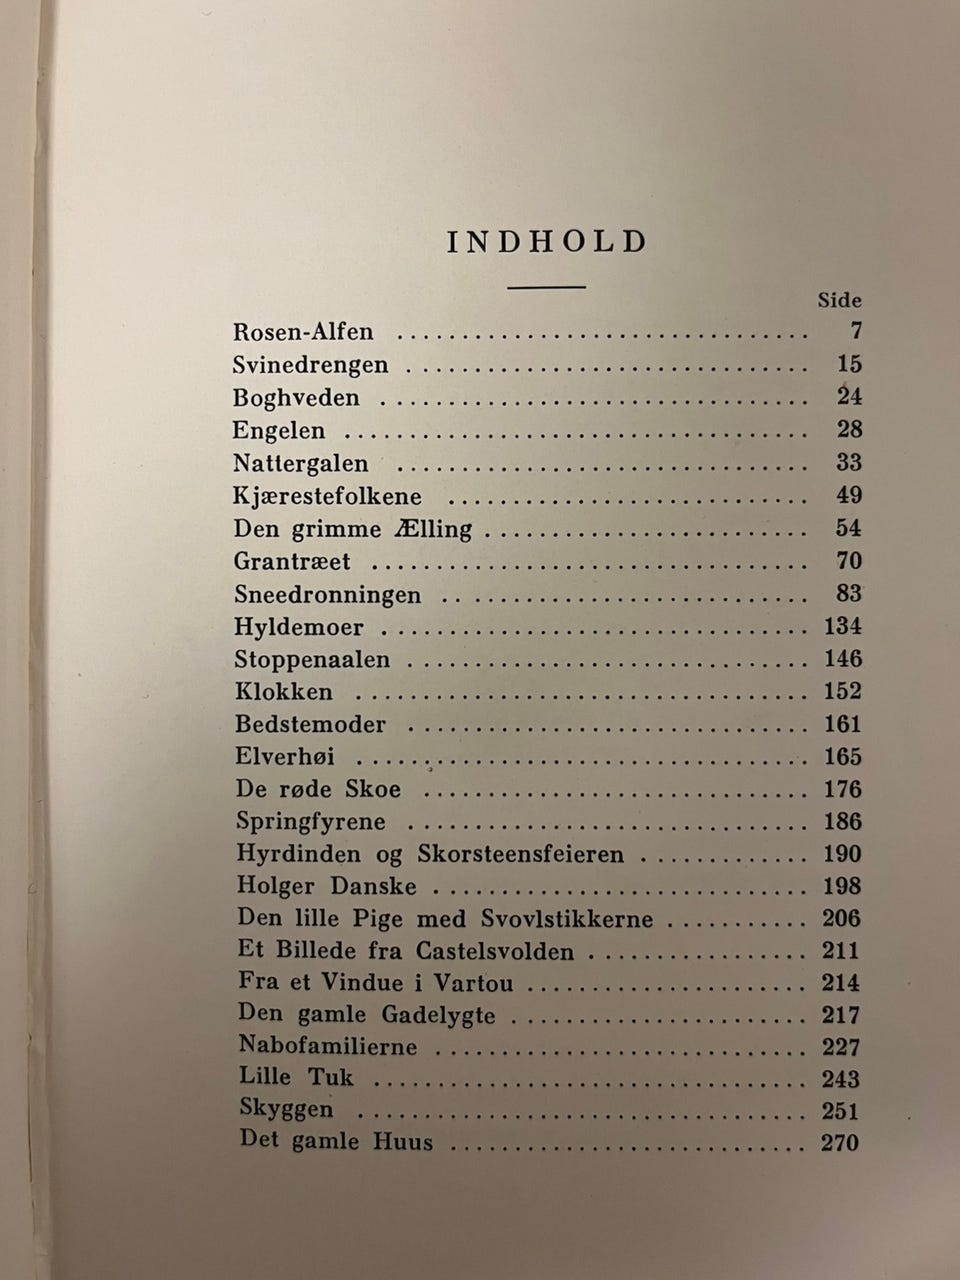 INDHOLD
Side
Rosen-Alfen ................................ 7
Svinedrengen ............................... 15
Boghveden ................................. 24
Engelen .................................... 28
Nattergalen ................................ 33
Kjærestefolkene ............................ 49
Den grimme Ælling ......................... 54
Grantræet .................................. 70
Sneedronningen .. .......................... 83
Hyldemoer ................................. 134
Stoppenaalen ............................... 146
Klokken ................................... 152
Bedstemoder ............................... 161
Elverhøi ................................... 165
De røde Skoe .............................. 176
Springfyrene ............................... 186
Hyrdinden og Skorsteensfeieren ............. 190
Holger Danske ............................. 198
Den lille Pige med Svovlstikkerne ........... 206
Et Billede fra Castelsvolden ................. 211
Fra et Vindue i Vartou ...................... 214
Den gamle Gadelygte ....................... 217
Nabofamilierne ............................. 227
Lille Tuk .................................. 243
Skyggen ................................... 251
Det gamle Huus ............................ 270